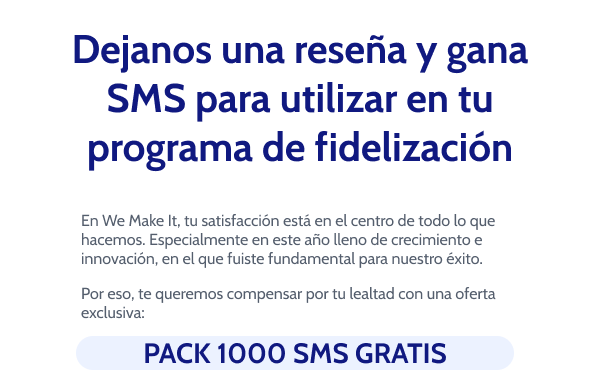 Dejanos una reseña y gana
SMS para utilizar en tu
programa de fidelización
En We Make It, tu satisfacción está en el centro de todo lo que
hacemos. Especialmente en este año lleno de crecimiento e
innovación, en el que fuiste fundamental para nuestro éxito.
Por eso, te queremos compensar por tu lealtad con una oferta
exclusiva:
PACK 1000 SMS GRATIS